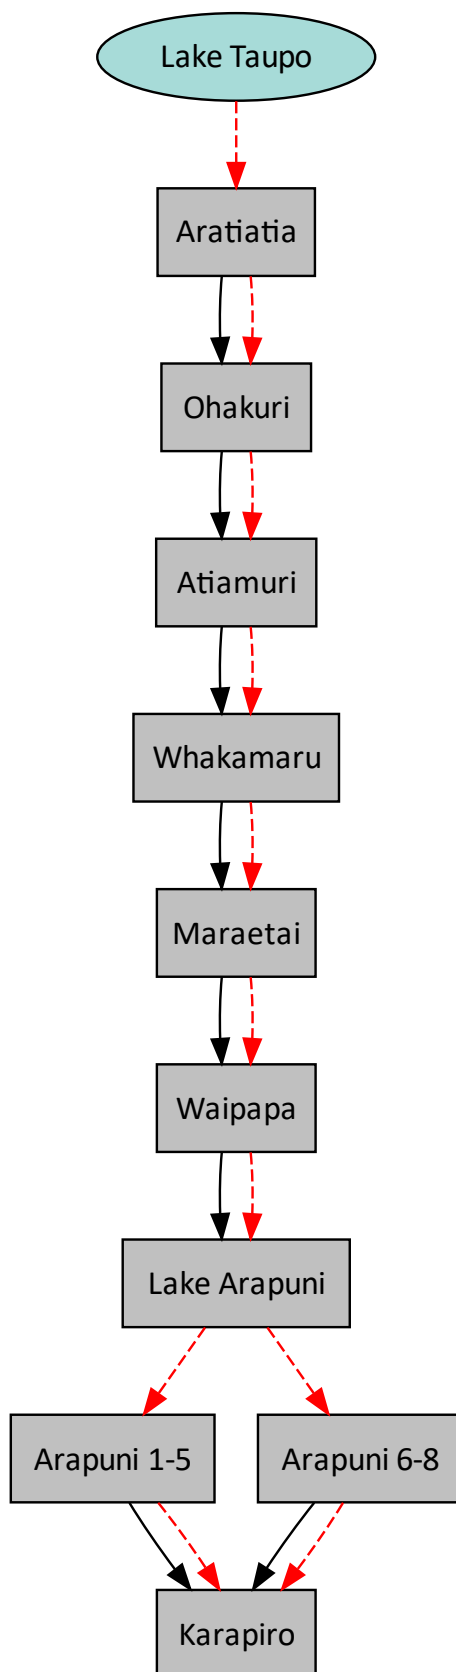 Lake Taupo
Aratiatia
Ohakuri
Atiamuri
Whakamaru
Maraetai
Waipapa
Lake Arapuni
Arapuni 1-5
Arapuni 6-8
Karapiro